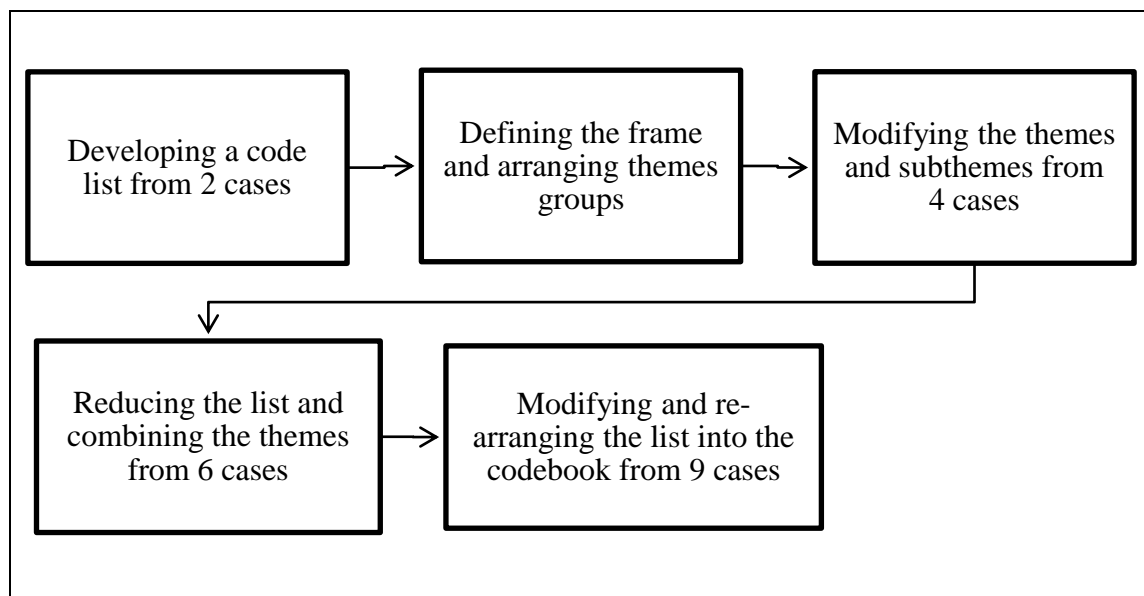 Developing a code
list from 2 cases
Defining the frame
and arranging themes
groups
Modifying the themes
and subthemes from
4 cases
Reducing the list and
combining the themes
from 6 cases
Modifying and re-
arranging the list into the
codebook from 9 cases